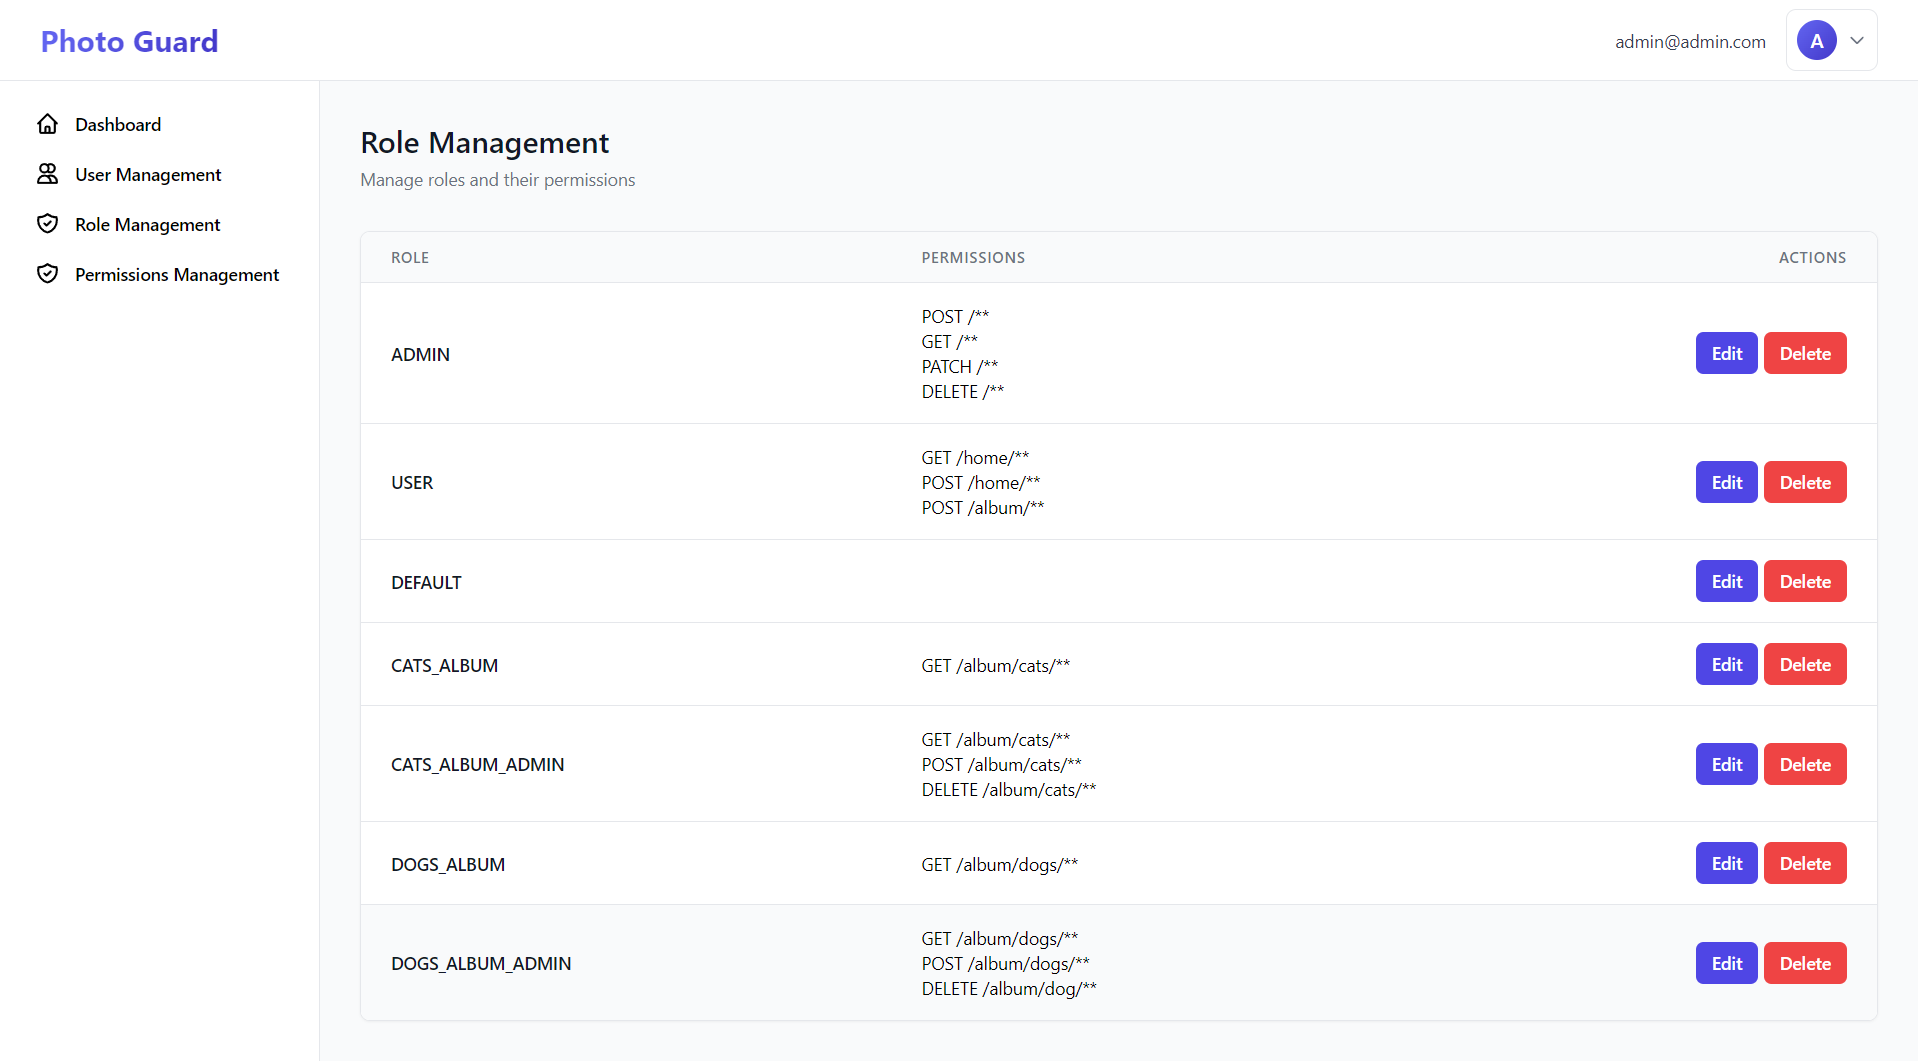 Photo Guard
admin@admin.com
A
Dashboard
User Management
Role Management
Permissions Management
Role Management
Manage roles and their permissions
ROLE PERMISSIONS ACTIONS
ADMIN
POST /**
GET /**
PATCH /**
DELETE /**
Edit Delete
USER
GET /home/**
POST /home/**
POST /album/**
Edit Delete
DEFAULT
Edit Delete
CATS_ALBUM
GET /album/cats/**
Edit Delete
CATS_ALBUM_ADMIN
GET /album/cats/**
POST /album/cats/**
DELETE /album/cats/**
Edit Delete
DOGS_ALBUM
GET /album/dogs/**
Edit Delete
DOGS_ALBUM_ADMIN
GET /album/dogs/**
POST /album/dogs/**
DELETE /album/dog/**
Edit Delete